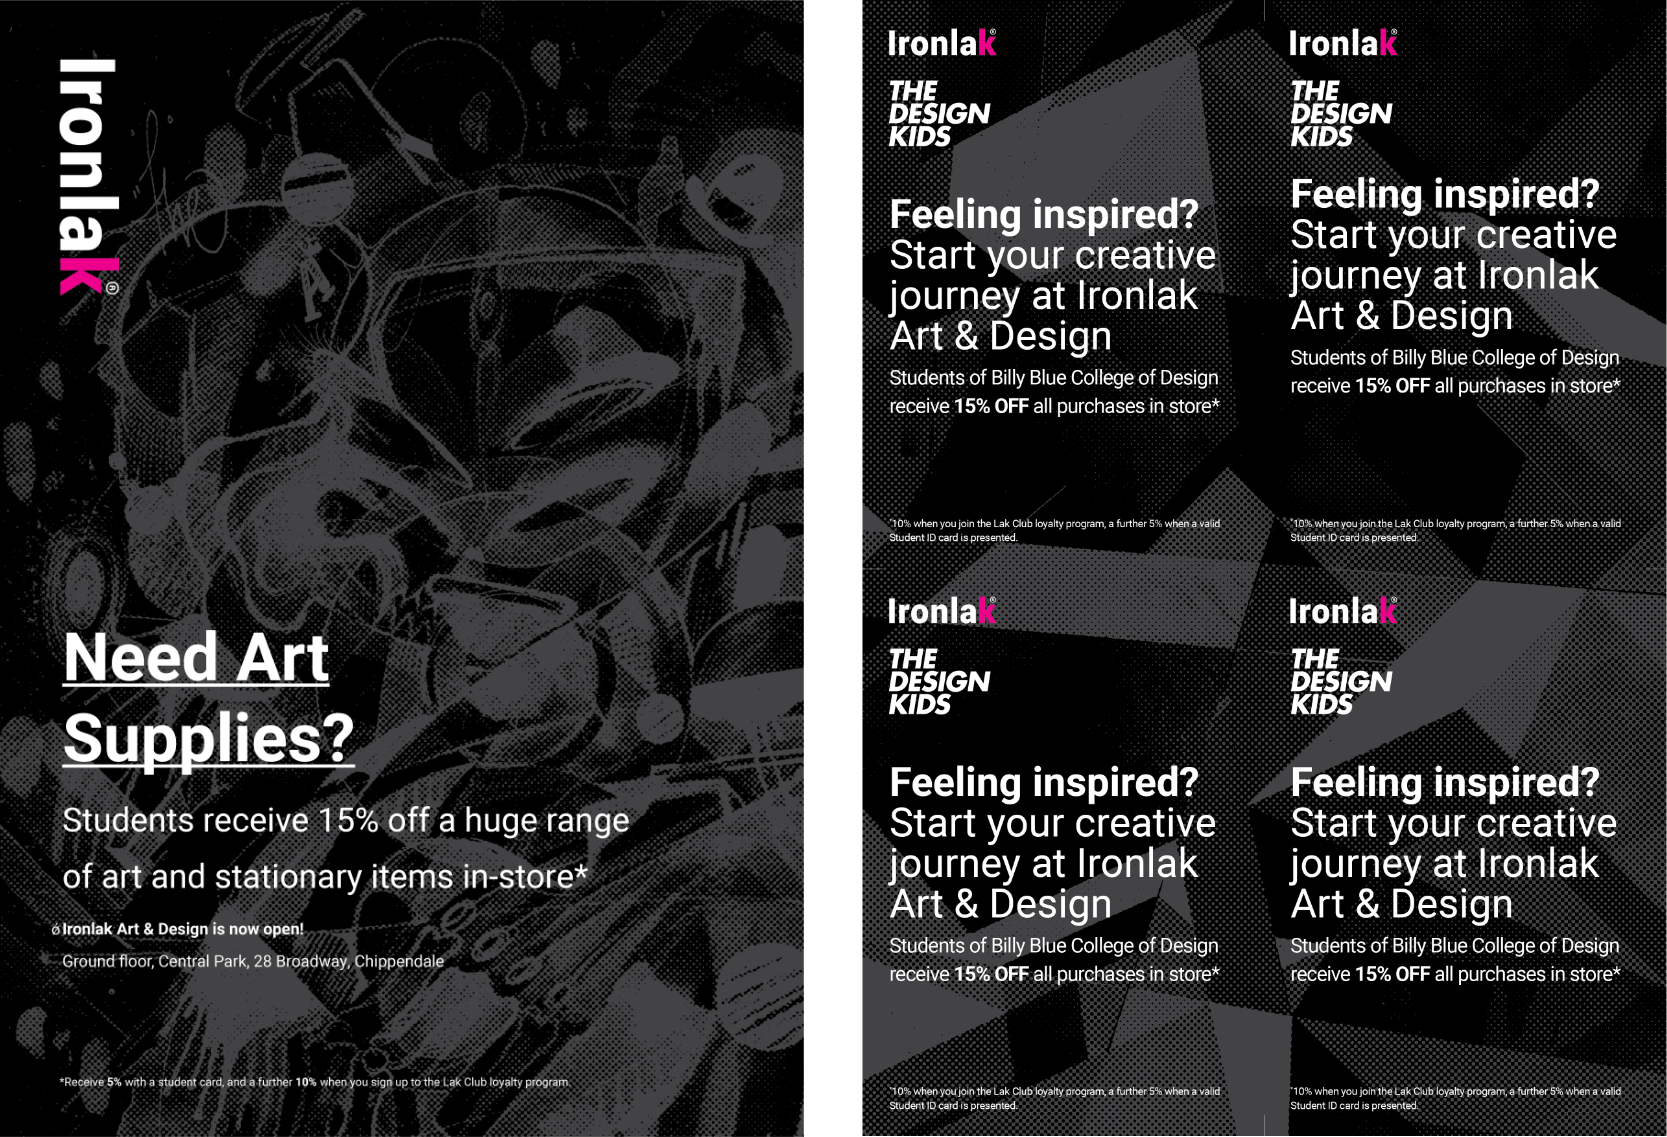 Ironlak®
Need Art
Supplies?
Students receive 15% off a huge range
of art and stationary items in-store*
ǿ Ironlak Art & Design is now open!
Ground floor, Central Park, 28 Broadway, Chippendale
*Receive 5% with a student card, and a further 10% when you sign up to the Lak Club loyalty program.
Ironlak®
THE
DESIGN
KIDS
Feeling inspired?
Start your creative
journey at Ironlak
Art & Design
Students of Billy Blue College of Design
receive 15% OFF all purchases in store*
*10% when you join the Lak Club loyalty program, a further 5% when a valid
Student ID card is presented.
Ironlak®
THE
DESIGN
KIDS
Feeling inspired?
Start your creative
journey at Ironlak
Art & Design
Students of Billy Blue College of Design
receive 15% OFF all purchases in store*
*10% when you join the Lak Club loyalty program, a further 5% when a valid
Student ID card is presented.
Ironlak®
THE
DESIGN
KIDS
Feeling inspired?
Start your creative
journey at Ironlak
Art & Design
Students of Billy Blue College of Design
receive 15% OFF all purchases in store*
*10% when you join the Lak Club loyalty program, a further 5% when a valid
Student ID card is presented.
Ironlak®
THE
DESIGN
KIDS
Feeling inspired?
Start your creative
journey at Ironlak
Art & Design
Students of Billy Blue College of Design
receive 15% OFF all purchases in store*
*10% when you join the Lak Club loyalty program, a further 5% when a valid
Student ID card is presented.